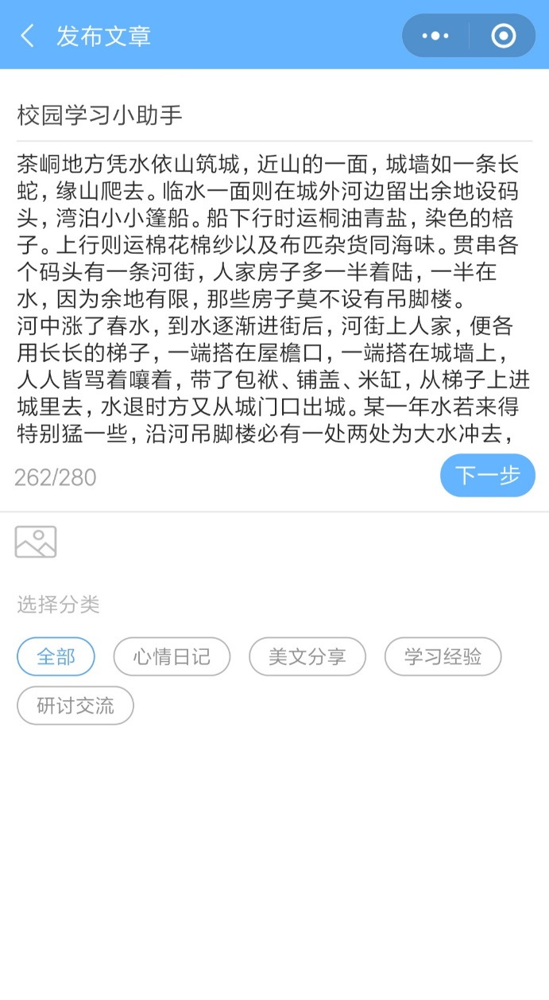 发布文章
校园学习小助手
茶峒地方凭水依山筑城，近山的一面，城墙如一条长
蛇，缘山爬去。临水一面则在城外河边留出余地设码
头，湾泊小小篷船。船下行时运桐油青盐，染色的棓
子。上行则运棉花棉纱以及布匹杂货同海味。贯串各
个码头有一条河街，人家房子多一半着陆，一半在
水，因为余地有限，那些房子莫不设有吊脚楼。
河中涨了春水，到水逐渐进街后，河街上人家，便各
用长长的梯子，一端搭在屋檐口，一端搭在城墙上，
人人皆骂着嚷着，带了包袱、铺盖、米缸，从梯子上进
城里去，水退时方又从城门口出城。某一年水若来得
特别猛一些，沿河吊脚楼必有一处两处为大水冲去，
262/280
下一步
选择分类
全部
心情日记
美文分享
学习经验
研讨交流